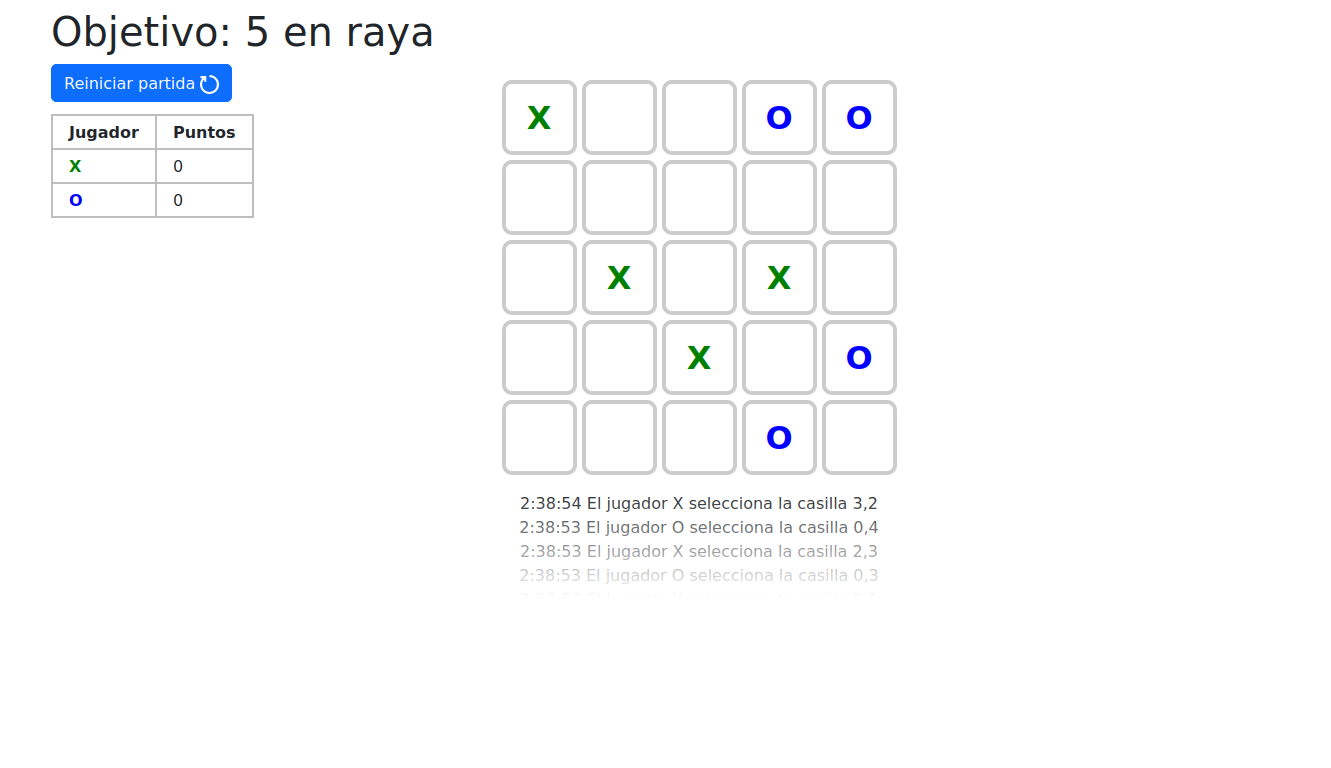 Objetivo: 5 en raya
Reiniciar partida
Jugador Puntos
X 0
O 0
X O O
X X
X O
O
2:38:54 El jugador X selecciona la casilla 3,2
2:38:53 El jugador O selecciona la casilla 0,4
2:38:53 El jugador X selecciona la casilla 2,3
2:38:53 El jugador O selecciona la casilla 0,3